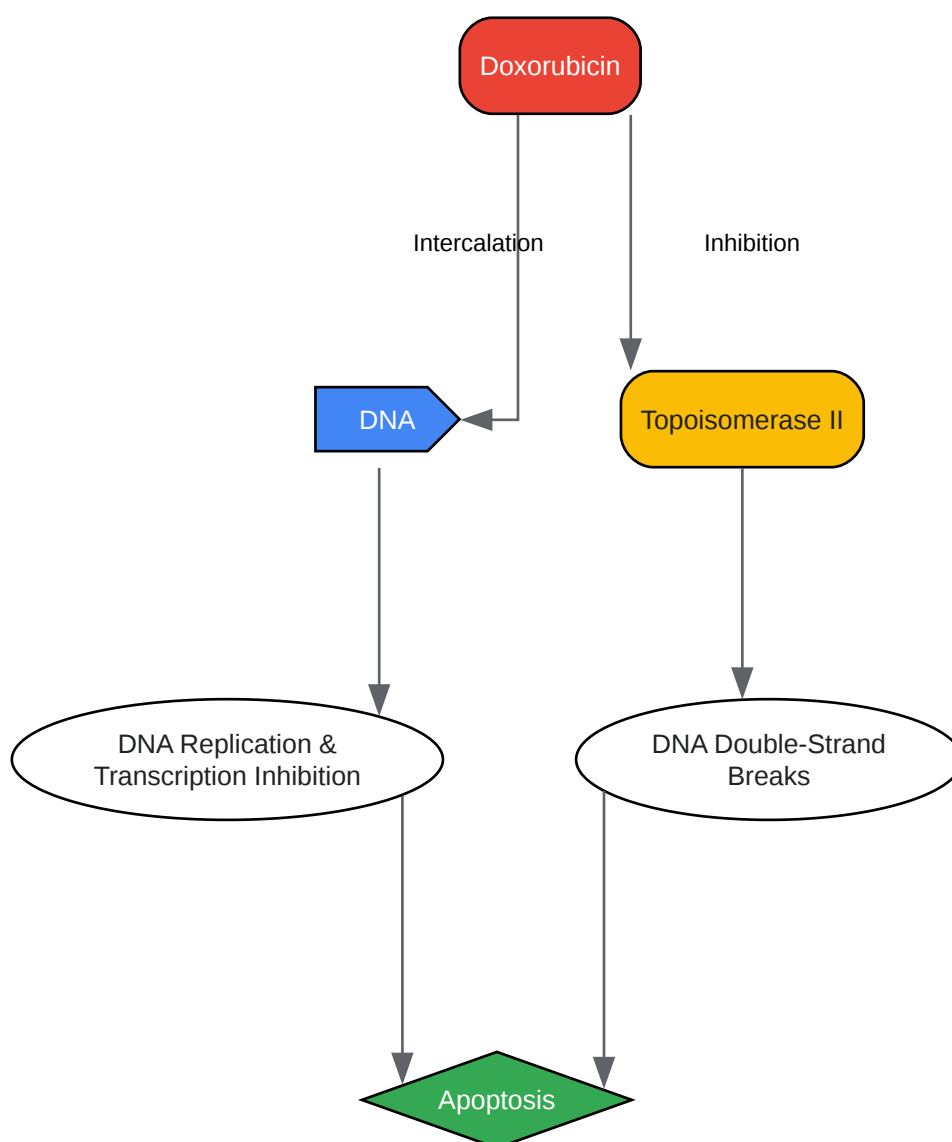 Doxorubicin
Intercalation
Inhibition
DNA
Topoisomerase II
DNA Replication &
Transcription Inhibition
DNA Double-Strand
Breaks
Apoptosis